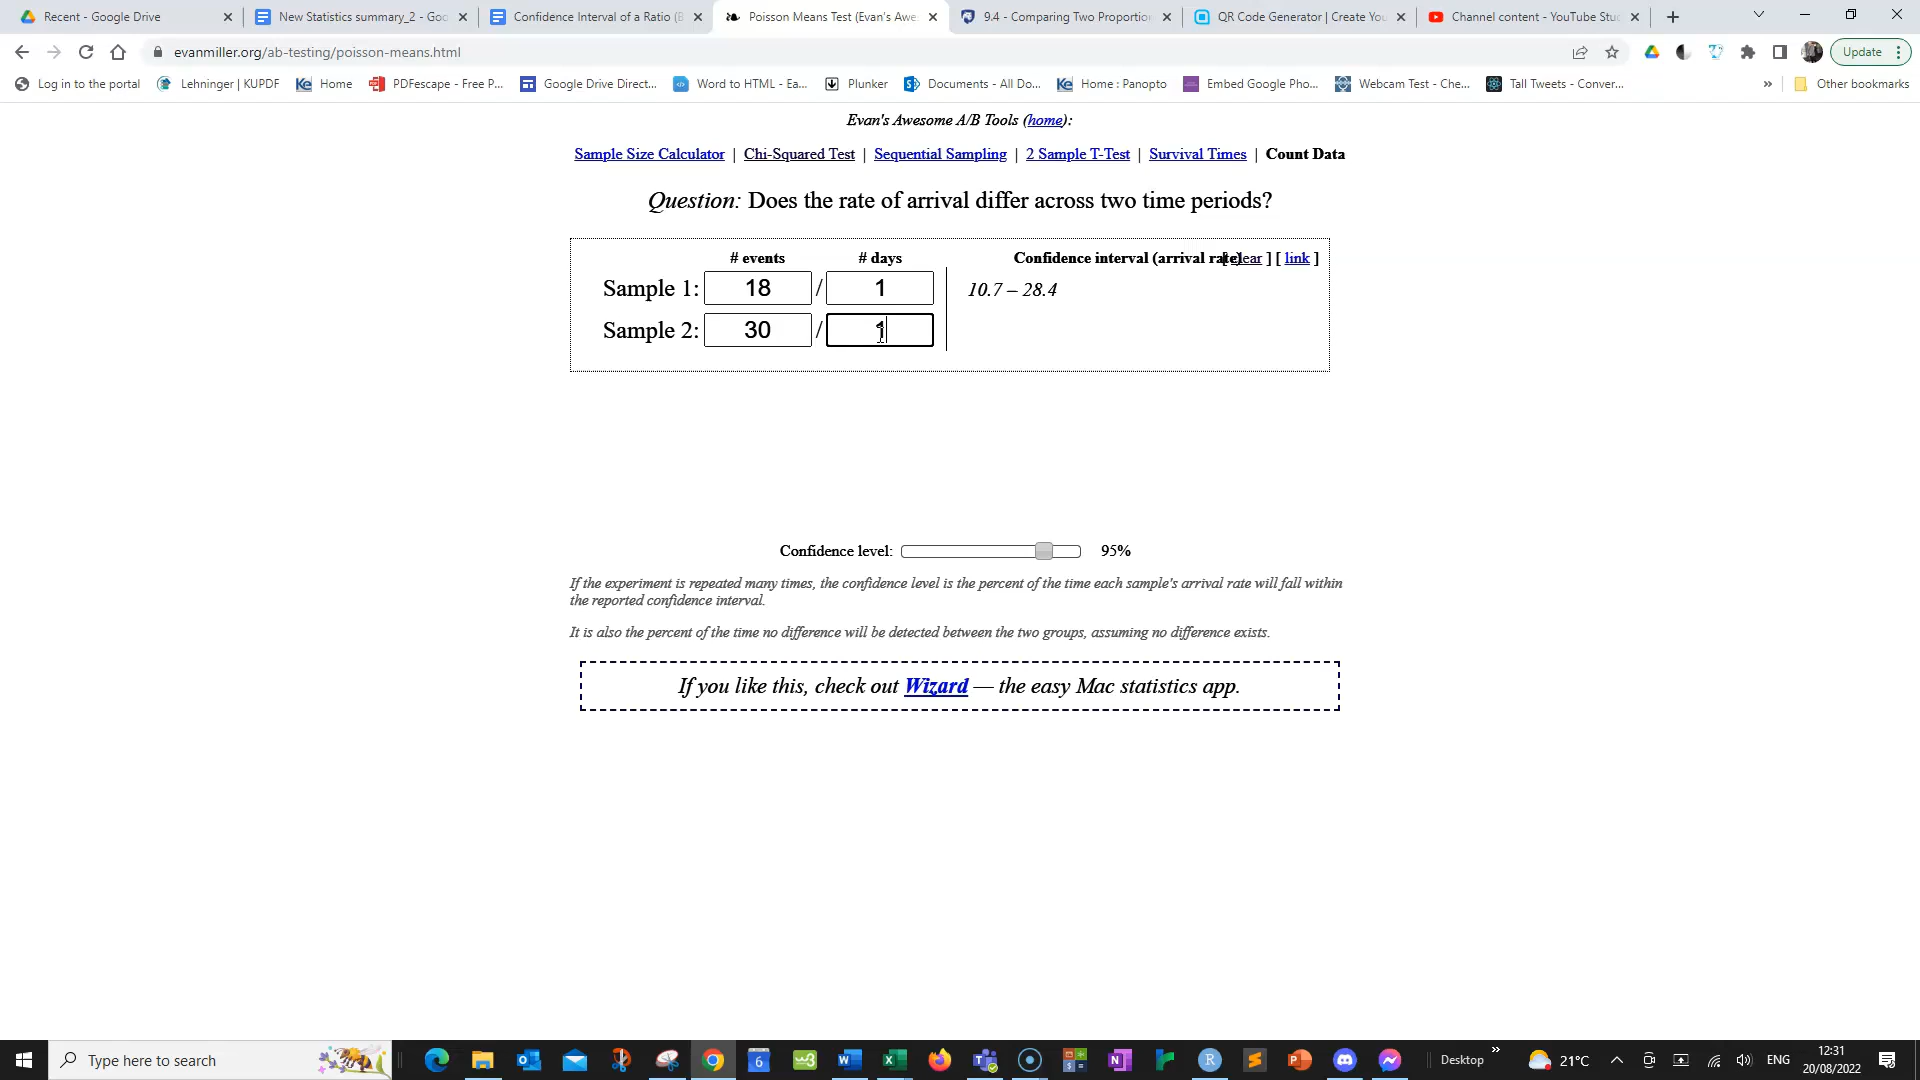 Recent - Google Drive
New Statistics summary_2 - Goo
Confidence Interval of a Ratio (B
Poisson Means Test (Evan's Awe
9.4 - Comparing Two Proportion
QR Code Generator | Create You
Channel content - YouTube Stud
evanmiller.org/ab-testing/poisson-means.html
Update
Log in to the portal
Lehninger | KUPDF
Home
PDFescape - Free P...
Google Drive Direct...
Word to HTML - Ea...
Plunker
Documents - All Do...
Home : Panopto
Embed Google Pho...
Webcam Test - Che...
Tall Tweets - Conver...
»
Other bookmarks
Evan's Awesome A/B Tools (home):
Sample Size Calculator | Chi-Squared Test | Sequential Sampling | 2 Sample T-Test | Survival Times | Count Data
Question: Does the rate of arrival differ across two time periods?
# events # days Confidence interval (arrival rate) [ clear ] [ link ]
Sample 1: 18 / 1 10.7 – 28.4
Sample 2: 30 / 1
Confidence level: 95%
If the experiment is repeated many times, the confidence level is the percent of the time each sample's arrival rate will fall within
the reported confidence interval.
It is also the percent of the time no difference will be detected between the two groups, assuming no difference exists.
If you like this, check out Wizard — the easy Mac statistics app.
Type here to search
Desktop
»
21°C
ENG
12:31
20/08/2022